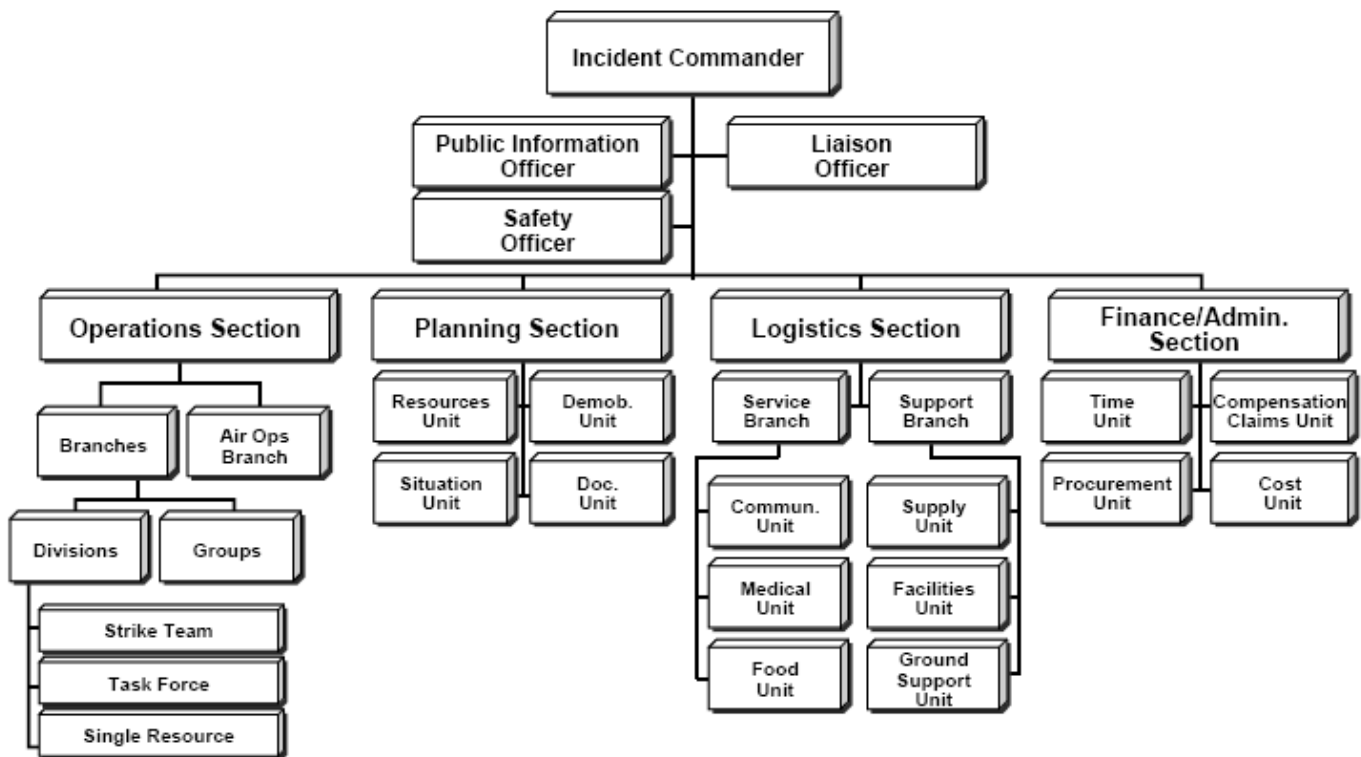 Incident Commander
Public Information
Officer
Liaison
Officer
Safety
Officer
Operations Section
Planning Section
Logistics Section
Finance/Admin.
Section
Branches
Air Ops
Branch
Resources
Unit
Demob.
Unit
Service
Branch
Support
Branch
Time
Unit
Compensation
Claims Unit
Situation
Unit
Doc.
Unit
Procurement
Unit
Cost
Unit
Divisions
Groups
Commun.
Unit
Supply
Unit
Medical
Unit
Facilities
Unit
Food
Unit
Ground
Support
Unit
Strike Team
Task Force
Single Resource